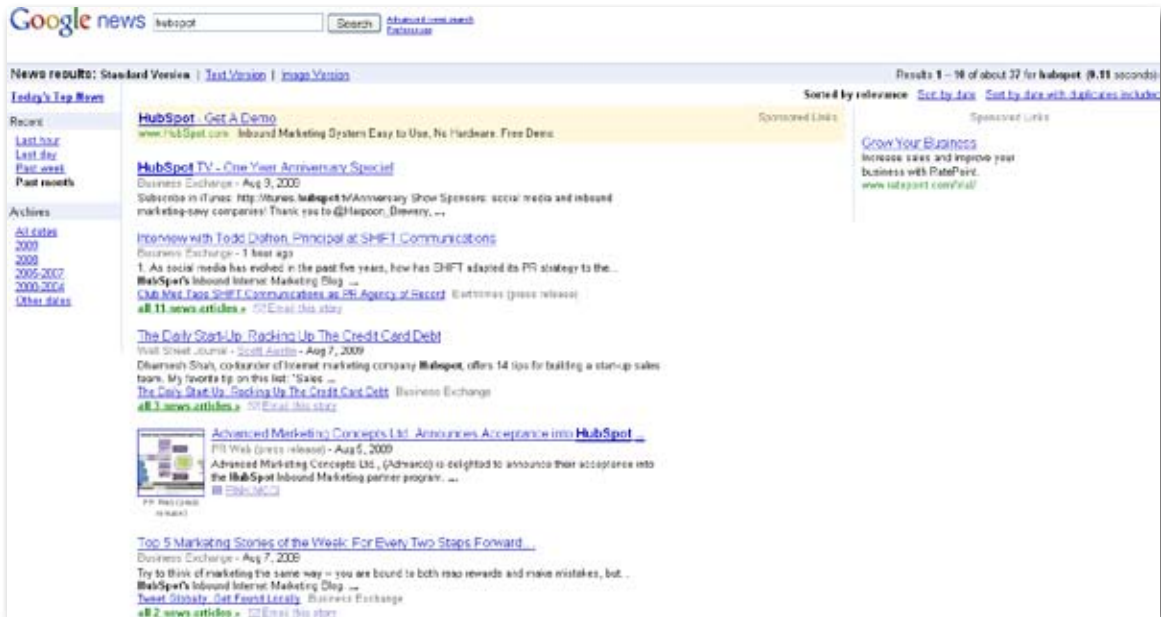 Google news hubspot Search Advanced news search
Preferences
News results: Standard Version | Text Version | Image Version Results 1 – 10 of about 37 for hubspot (0.11 seconds)
Today's Top News Sorted by relevance Sort by date Sort by date with duplicates included
Recent
Last hour
Last day
Past week
Past month
Archives
All dates
2009
2008
2005-2007
2000-2004
Other dates
HubSpot - Get A Demo Sponsored Links
www.HubSpot.com Inbound Marketing System Easy to Use, No Hardware. Free Demo
HubSpot TV - One Year Anniversary Special
Business Exchange - Aug 9, 2009
Subscribe in iTunes: http://itunes.hubspot.tv/Anniversary Show Sponsors: social media and inbound
marketing-savvy companies! Thank you to @Harpoon_Brewery, ...
Interview with Todd Defren, Principal at SHIFT Communications
Business Exchange - 1 hour ago
1. As social media has evolved in the past five years, how has SHIFT adapted its PR strategy to the...
HubSpot's Inbound Internet Marketing Blog ...
Club Med Taps SHIFT Communications as PR Agency of Record (press release)
all 11 news articles » Email this story
The Daily Start-Up: Racking Up The Credit Card Debt
Wall Street Journal - Scott Austin - Aug 7, 2009
Dharmesh Shah, co-founder of Internet marketing company Hubspot, offers 14 tips for building a start-up sales
team. My favorite tip on this list: "Sales ...
The Daily Start-Up: Racking Up The Credit Card Debt Business Exchange
all 3 news articles » Email this story
Advanced Marketing Concepts Ltd. Announces Acceptance into HubSpot ...
PR Web (press release) - Aug 5, 2009
Advanced Marketing Concepts Ltd., (Admarco) is delighted to announce their acceptance into
the HubSpot Inbound Marketing partner program. ...
PR Web (press
release)
Top 5 Marketing Stories of the Week: For Every Two Steps Forward...
Business Exchange - Aug 7, 2009
Try to think of marketing the same way – you are bound to both reap rewards and make mistakes, but...
HubSpot's Inbound Internet Marketing Blog ...
Tweet Globally, Get Found Locally Business Exchange
all 2 news articles » Email this story
Sponsored Links
Grow Your Business
Increase sales and improve your
business with RatePoint.
www.ratepoint.com/trial/